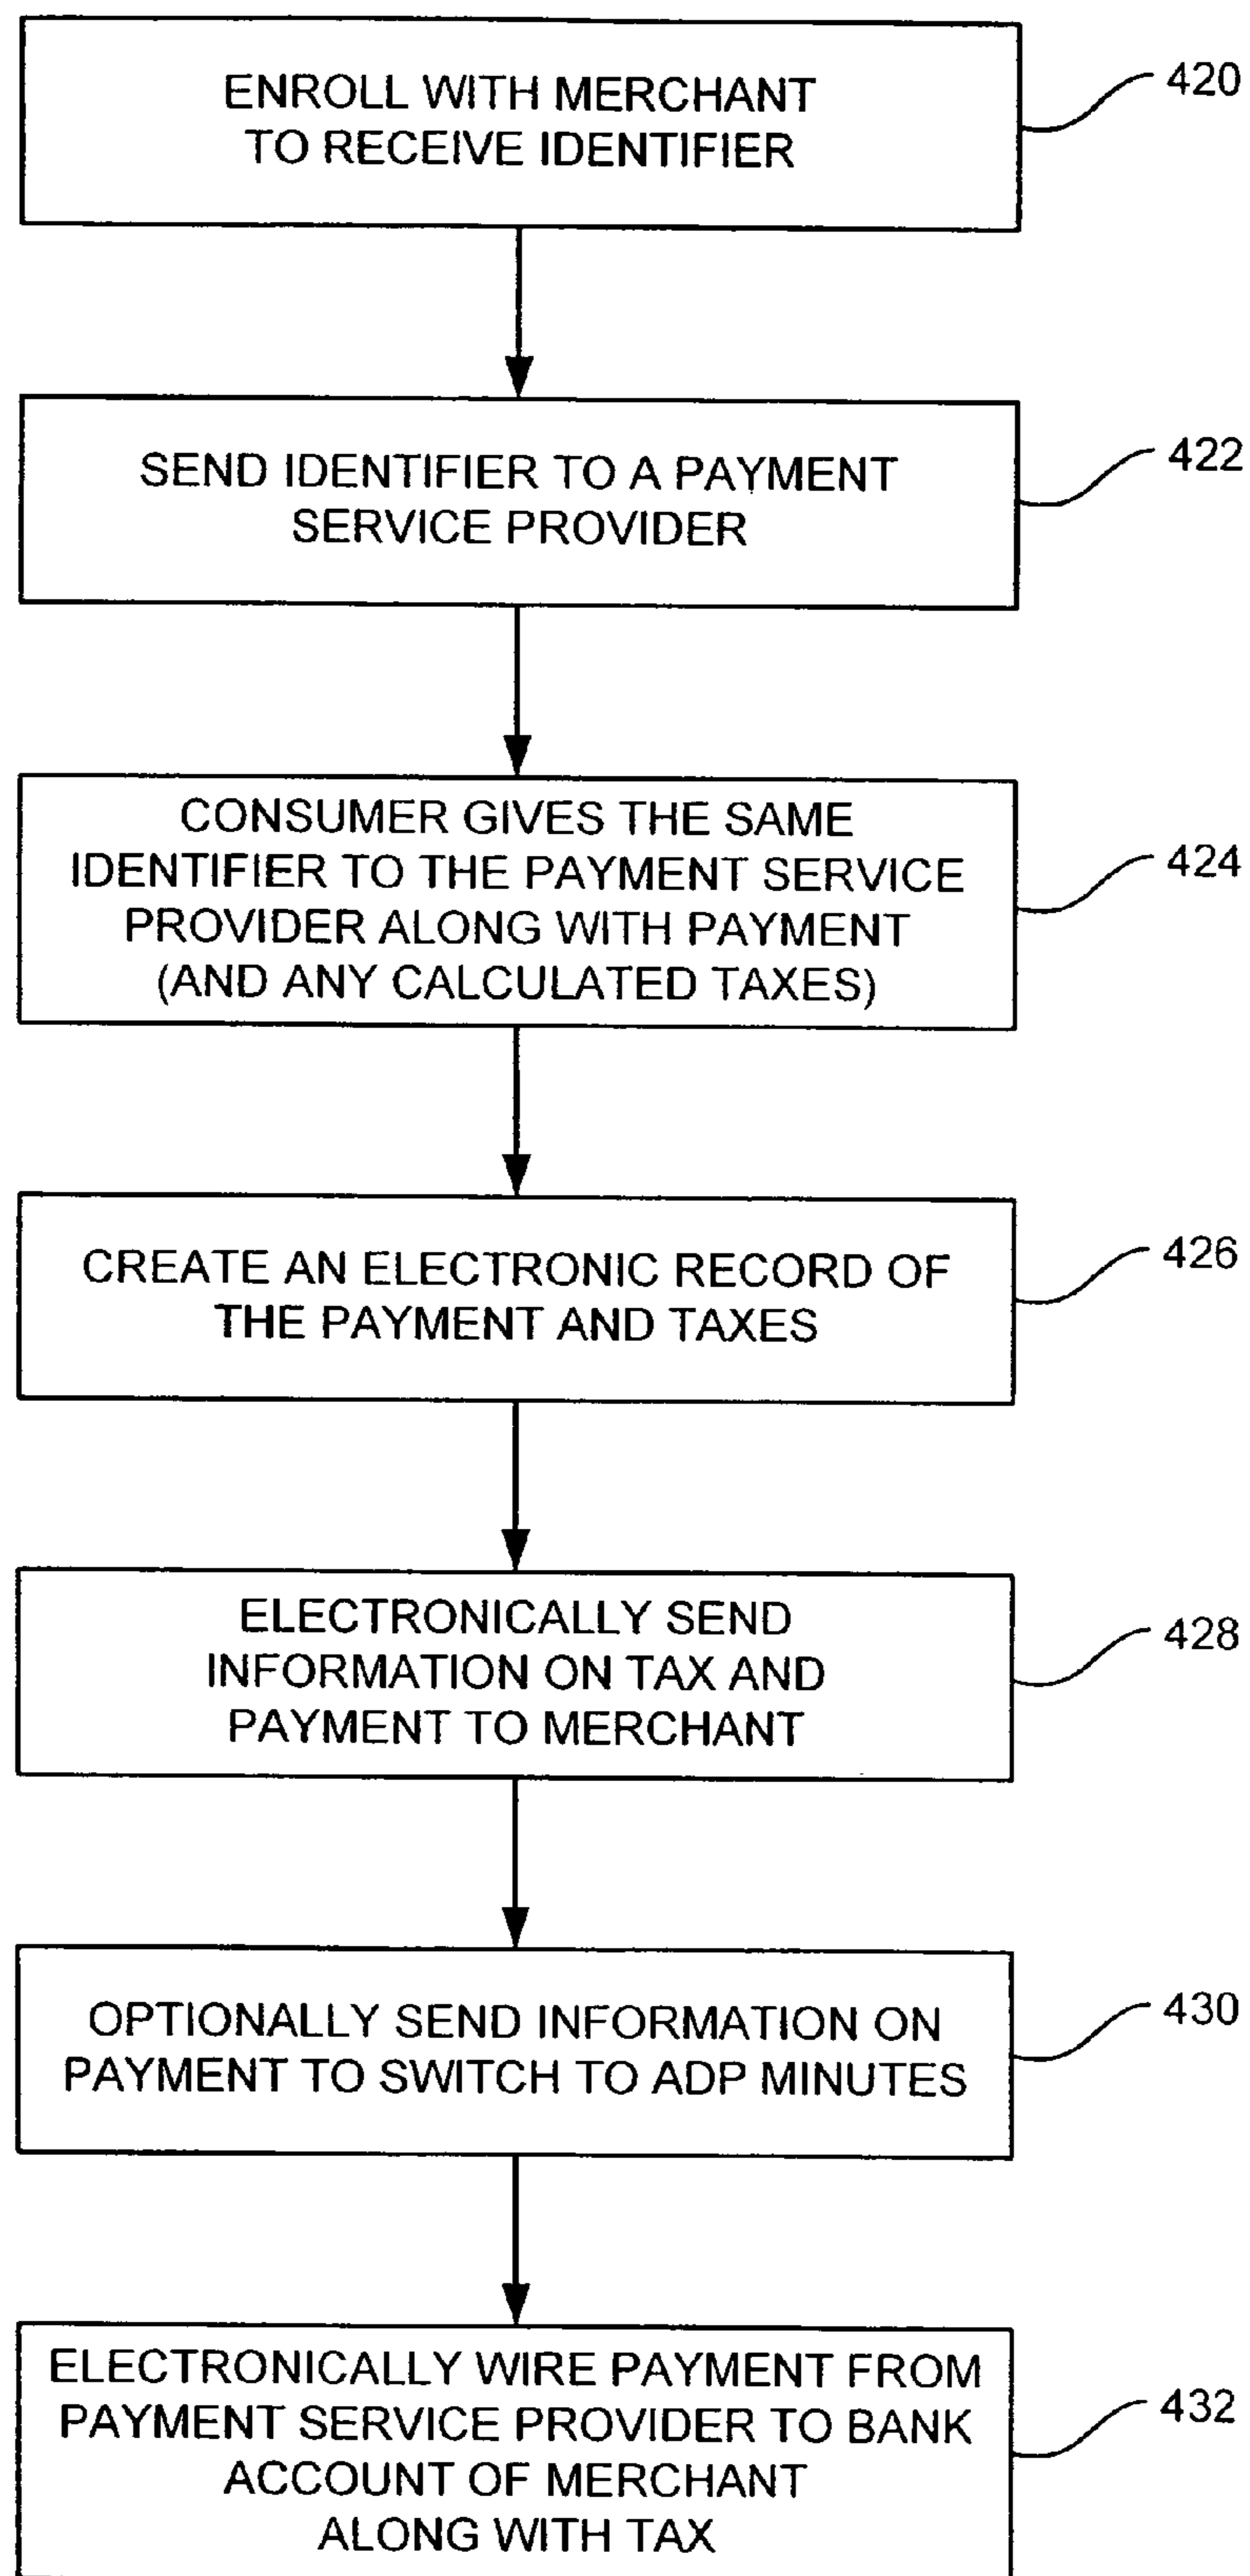 ENROLL WITH MERCHANT
TO RECEIVE IDENTIFIER
420
SEND IDENTIFIER TO A PAYMENT
SERVICE PROVIDER
422
CONSUMER GIVES THE SAME
IDENTIFIER TO THE PAYMENT SERVICE
PROVIDER ALONG WITH PAYMENT
(AND ANY CALCULATED TAXES)
424
CREATE AN ELECTRONIC RECORD OF
THE PAYMENT AND TAXES
426
ELECTRONICALLY SEND
INFORMATION ON TAX AND
PAYMENT TO MERCHANT
428
OPTIONALLY SEND INFORMATION ON
PAYMENT TO SWITCH TO ADP MINUTES
430
ELECTRONICALLY WIRE PAYMENT FROM
PAYMENT SERVICE PROVIDER TO BANK
ACCOUNT OF MERCHANT
ALONG WITH TAX
432